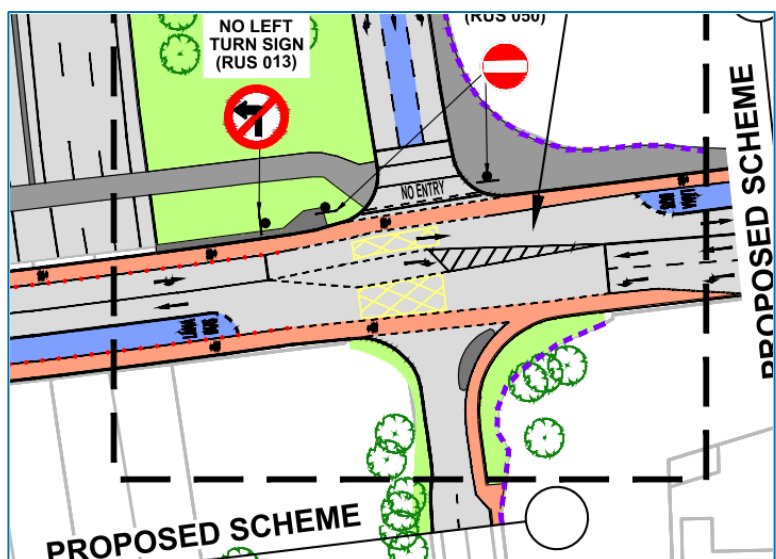 (RUS 050)
NO LEFT
TURN SIGN
(RUS 013)
NO ENTRY
PROPOSED SCHEME
PROPOSED SCHEME